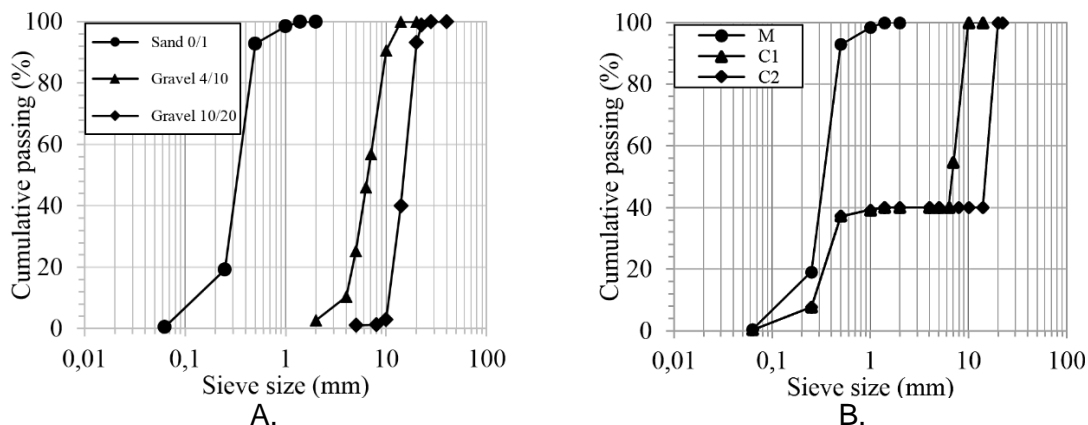 Cumulative passing (%)
100
80
60
40
20
0
Sand 0/1
Gravel 4/10
Gravel 10/20
0,01 0,1 1 10 100
Sieve size (mm)
A.
Cumulative passing (%)
100
80
60
40
20
0
M
C1
C2
0,01 0,1 1 10 100
Sieve size (mm)
B.